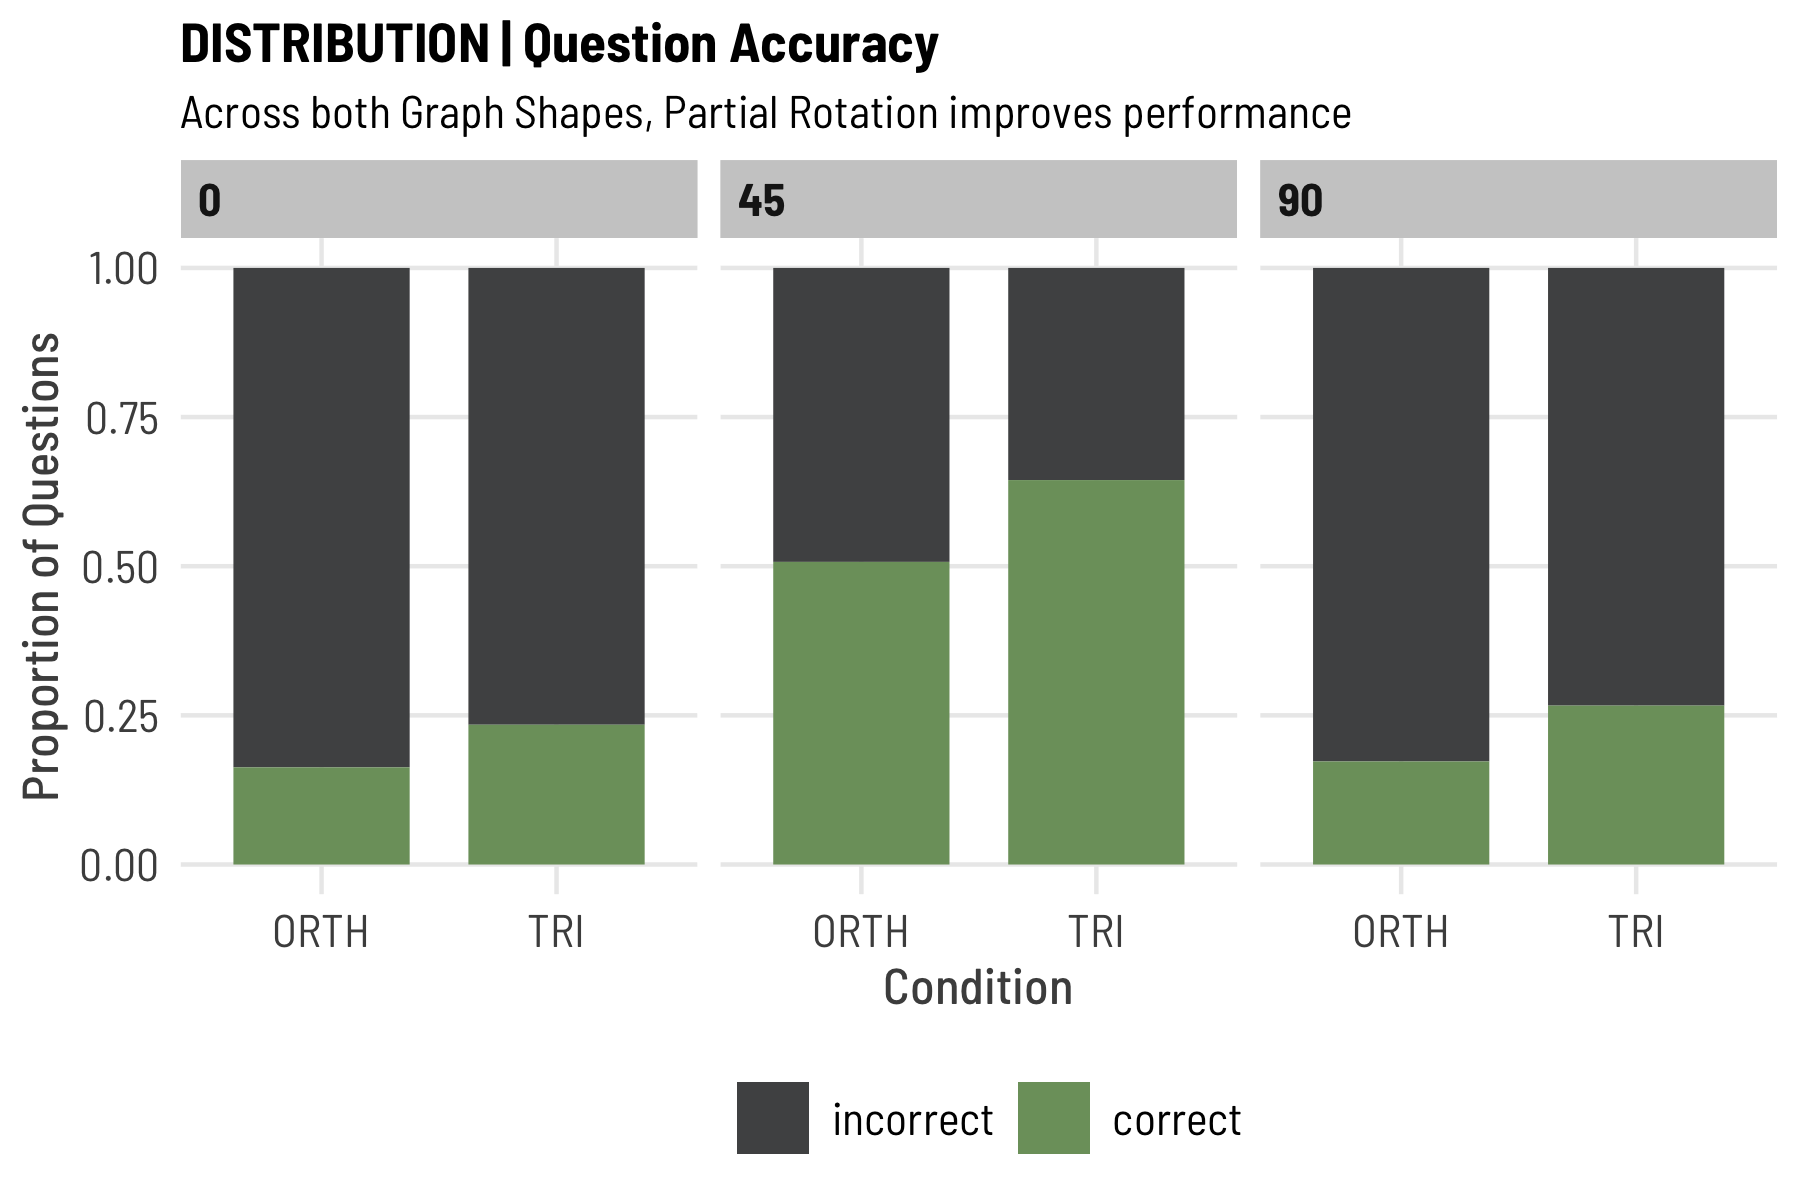 DISTRIBUTION | Question Accuracy
Across both Graph Shapes, Partial Rotation improves performance
0 45 90
1.00
0.75
0.50
0.25
0.00
Proportion of Questions
ORTH TRI ORTH TRI ORTH TRI
Condition
incorrect correct